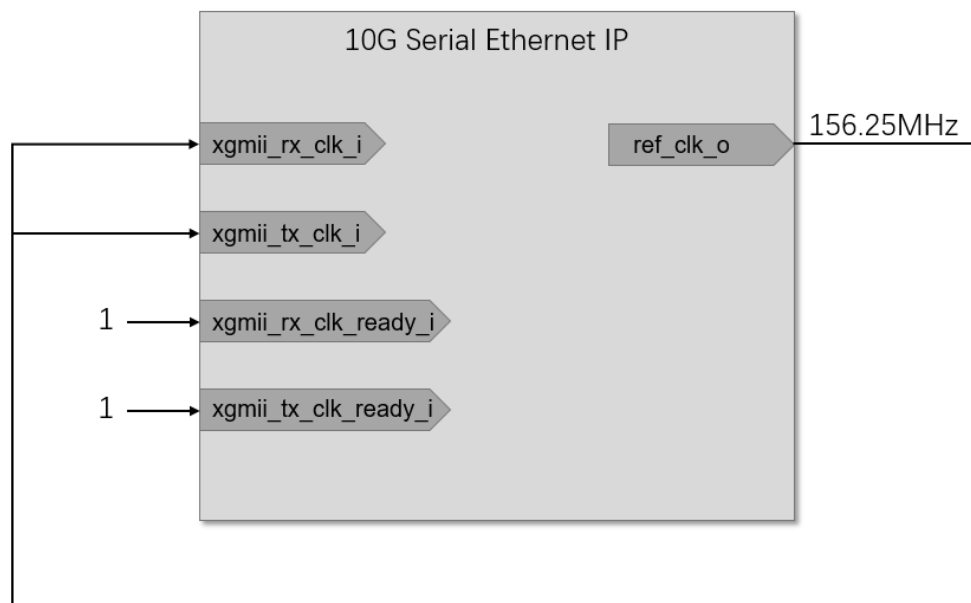 10G Serial Ethernet IP
xgmii_rx_clk_i
ref_clk_o
156.25MHz
xgmii_tx_clk_i
1
xgmii_rx_clk_ready_i
1
xgmii_tx_clk_ready_i